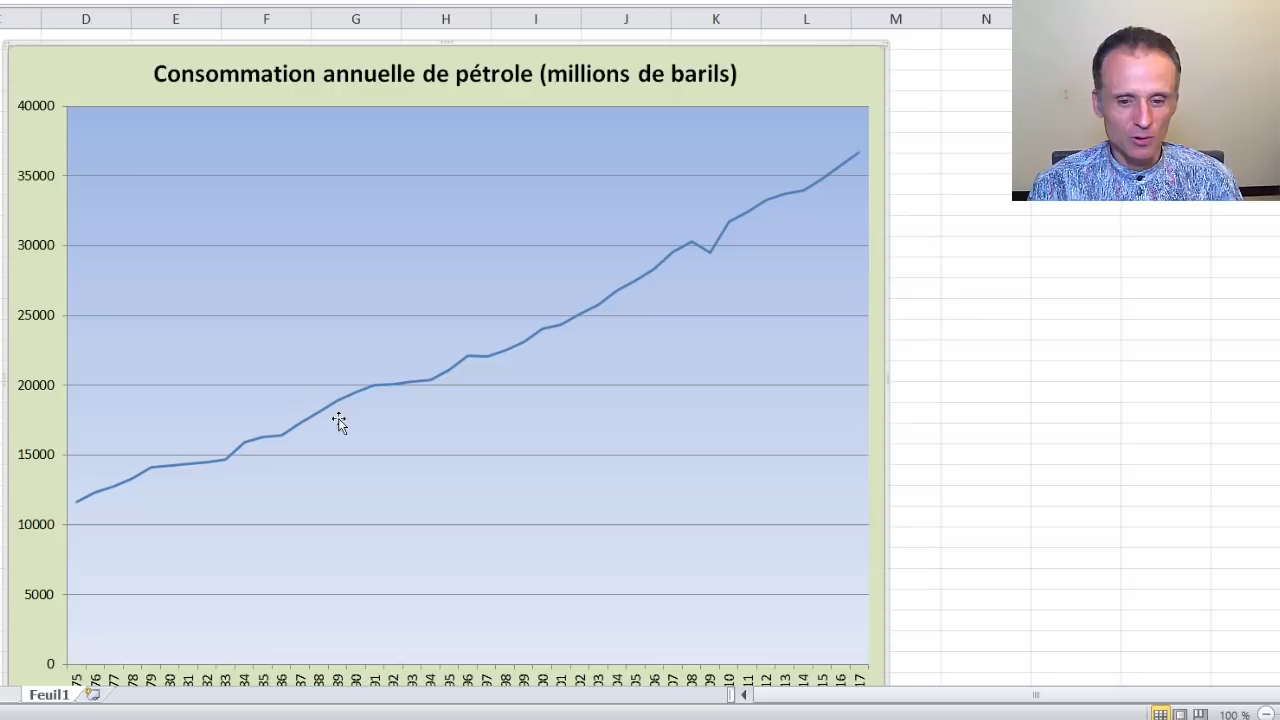 D E F G H I J K L M N
Consommation annuelle de pétrole (millions de barils)
40000
35000
30000
25000
20000
15000
10000
5000
0
75 76 77 78 79 80 81 82 83 84 85 86 87 88 89 90 91 92 93 94 95 96 97 98 99 00 01 02 03 04 05 06 07 08 09 10 11 12 13 14 15 16 17
Feuil1
100 %